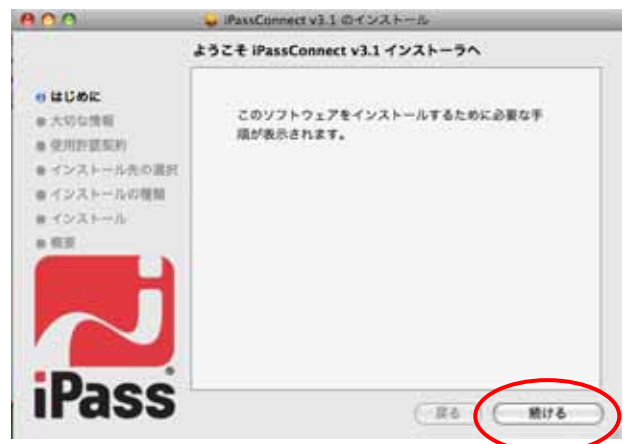 iPassConnect v3.1 のインストール
ようこそ iPassConnect v3.1 インストーラへ
はじめに
大切な情報
使用許諾契約
インストール先の選択
インストールの種類
インストール
概要
このソフトウェアをインストールするために必要な手
順が表示されます。
iPass
戻る
続ける